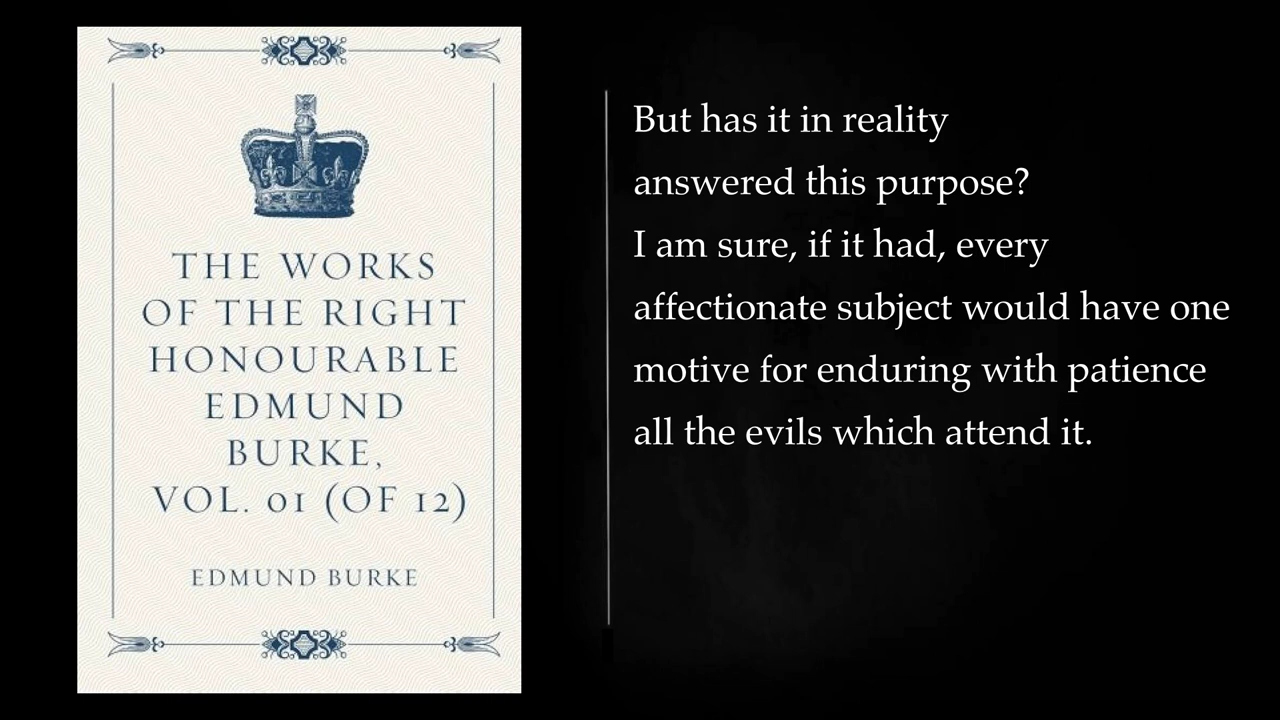 THE WORKS
OF THE RIGHT
HONOURABLE
EDMUND
BURKE,
VOL. 01 (OF 12)
EDMUND BURKE
But has it in reality
answered this purpose?
I am sure, if it had, every
affectionate subject would have one
motive for enduring with patience
all the evils which attend it.